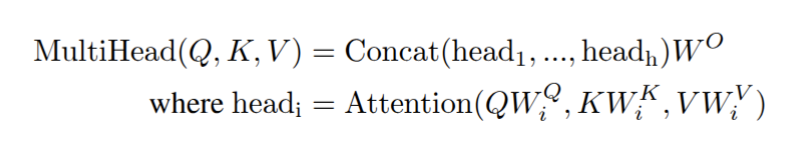 MultiHead(Q, K, V) = Concat(head₁, ..., headₕ)W^O
where headᵢ = Attention(QWᵢ^Q, KWᵢ^K, VWᵢ^V)